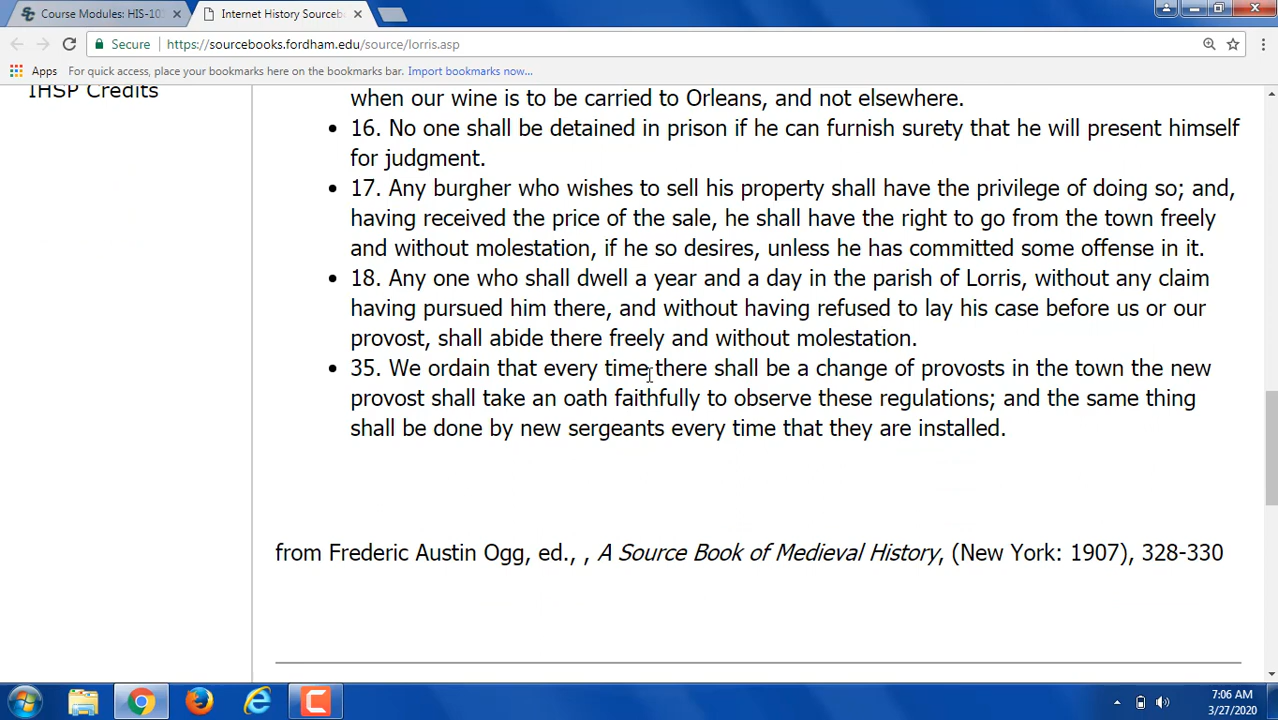 Course Modules: HIS-101
Internet History Sourceb
Secure
https://sourcebooks.fordham.edu/source/lorris.asp
Apps
For quick access, place your bookmarks here on the bookmarks bar. Import bookmarks now...
IHSP Credits
when our wine is to be carried to Orleans, and not elsewhere.
• 16. No one shall be detained in prison if he can furnish surety that he will present himself
for judgment.
• 17. Any burgher who wishes to sell his property shall have the privilege of doing so; and,
having received the price of the sale, he shall have the right to go from the town freely
and without molestation, if he so desires, unless he has committed some offense in it.
• 18. Any one who shall dwell a year and a day in the parish of Lorris, without any claim
having pursued him there, and without having refused to lay his case before us or our
provost, shall abide there freely and without molestation.
• 35. We ordain that every time there shall be a change of provosts in the town the new
provost shall take an oath faithfully to observe these regulations; and the same thing
shall be done by new sergeants every time that they are installed.
from Frederic Austin Ogg, ed., , A Source Book of Medieval History, (New York: 1907), 328-330
7:06 AM
3/27/2020